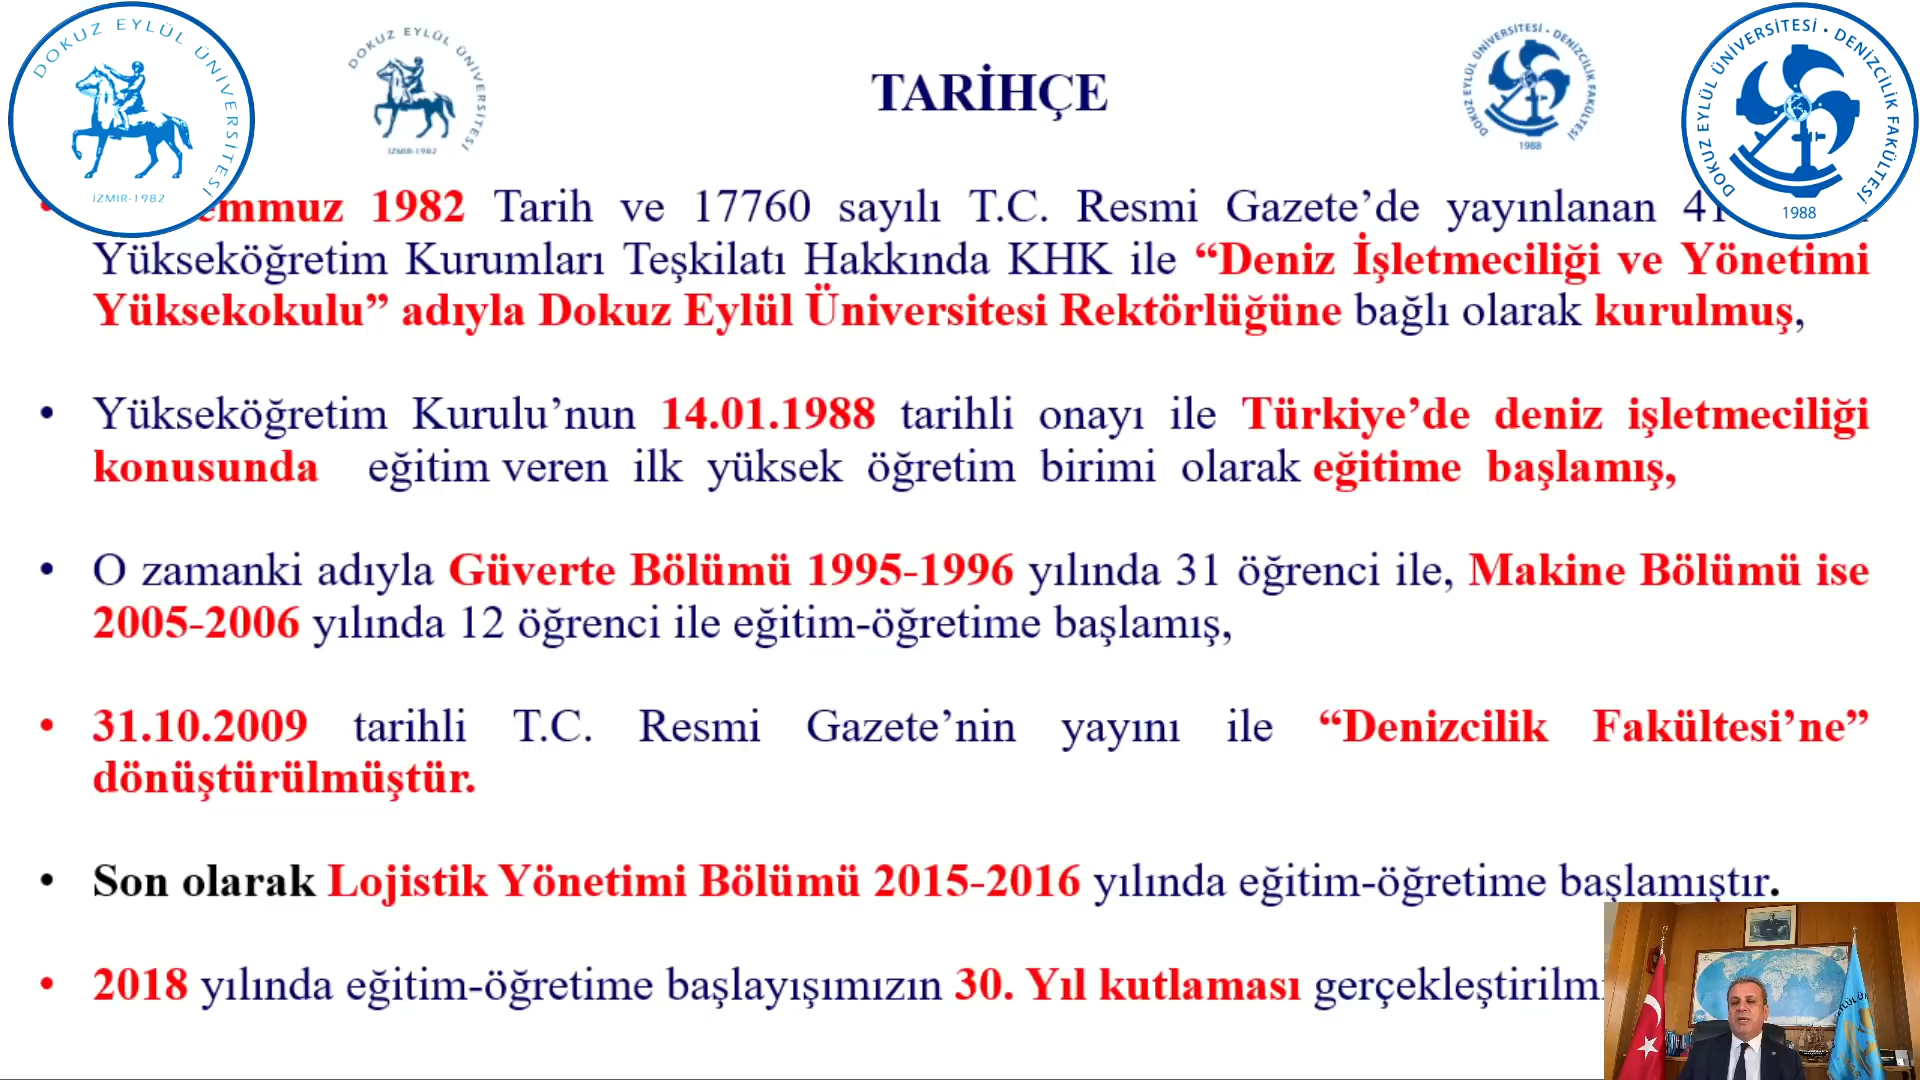 DOKUZ EYLÜL ÜNİVERSİTESİ
İZMİR-1982
DOKUZ EYLÜL ÜNİVERSİTESİ
İZMİR-1982
TARİHÇE
DOKUZ EYLÜL ÜNİVERSİTESİ • DENİZCİLİK FAKÜLTESİ
1988
DOKUZ EYLÜL ÜNİVERSİTESİ • DENİZCİLİK FAKÜLTESİ
1988
1982 Tarih ve 17760 sayılı T.C. Resmi Gazete’de yayınlanan
Yükseköğretim Kurumları Teşkilatı Hakkında KHK ile “Deniz İşletmeciliği ve Yönetimi
Yüksekokulu” adıyla Dokuz Eylül Üniversitesi Rektörlüğüne bağlı olarak kurulmuş,
• Yükseköğretim Kurulu’nun 14.01.1988 tarihli onayı ile Türkiye’de deniz işletmeciliği
konusunda eğitim veren ilk yüksek öğretim birimi olarak eğitime başlamış,
• O zamanki adıyla Güverte Bölümü 1995-1996 yılında 31 öğrenci ile, Makine Bölümü ise
2005-2006 yılında 12 öğrenci ile eğitim-öğretime başlamış,
• 31.10.2009 tarihli T.C. Resmi Gazete’nin yayını ile “Denizcilik Fakültesi’ne”
dönüştürülmüştür.
• Son olarak Lojistik Yönetimi Bölümü 2015-2016 yılında eğitim-öğretime başlamıştır.
• 2018 yılında eğitim-öğretime başlayışımızın 30. Yıl kutlaması